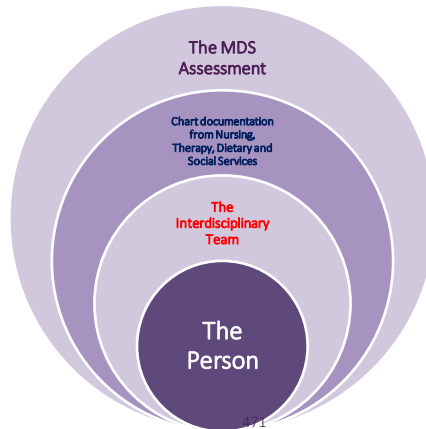 The MDS
Assessment
Chart documentation
from Nursing,
Therapy, Dietary and
Social Services
The
Interdisciplinary
Team
The
Person
471